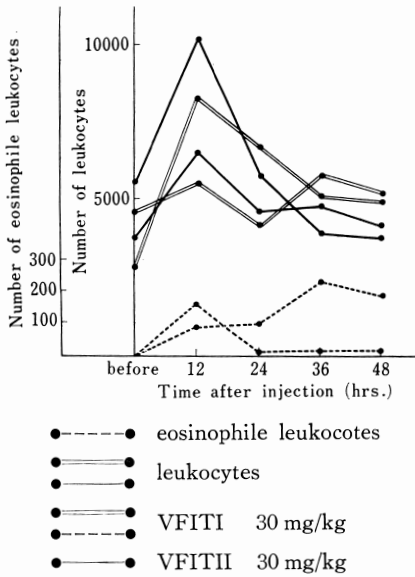 Number of eosinophile leukocytes
Number of leukocytes
10000
5000
300
200
100
before 12 24 36 48
Time after injection (hrs.)
eosinophile leukocotes
leukocytes
VFITI 30 mg/kg
VFITII 30 mg/kg